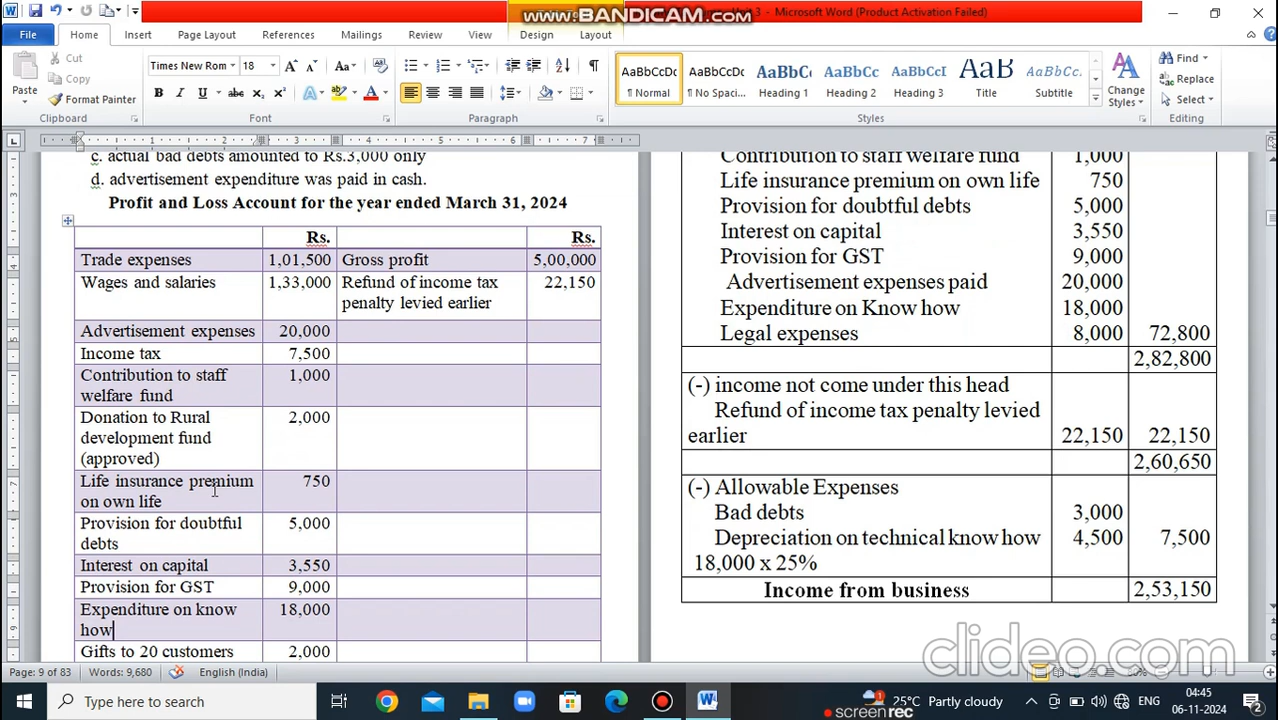 www.BANDICAM.com
Microsoft Word (Product Activation Failed)
File Home Insert Page Layout References Mailings Review View Design Layout
Cut
Copy
Format Painter
Paste
Clipboard
Times New Rom 18
Font
Paragraph
AaBbCcDc AaBbCcDc AaBbCc AaBbCc AaBbCcI AaB AaBbCc.
¶ Normal ¶ No Spaci... Heading 1 Heading 2 Heading 3 Title Subtitle
Change Styles
Styles
Find
Replace
Select
Editing
c. actual bad debts amounted to Rs.3,000 only
d. advertisement expenditure was paid in cash.
Profit and Loss Account for the year ended March 31, 2024
Rs. Rs.
Trade expenses 1,01,500 Gross profit 5,00,000
Wages and salaries 1,33,000 Refund of income tax 22,150
penalty levied earlier
Advertisement expenses 20,000
Income tax 7,500
Contribution to staff 1,000
welfare fund
Donation to Rural 2,000
development fund
(approved)
Life insurance premium 750
on own life
Provision for doubtful 5,000
debts
Interest on capital 3,550
Provision for GST 9,000
Expenditure on know 18,000
how
Gifts to 20 customers 2,000
Contribution to staff welfare fund 1,000
Life insurance premium on own life 750
Provision for doubtful debts 5,000
Interest on capital 3,550
Provision for GST 9,000
Advertisement expenses paid 20,000
Expenditure on Know how 18,000
Legal expenses 8,000 72,800
2,82,800
(-) income not come under this head
Refund of income tax penalty levied
earlier 22,150 22,150
2,60,650
(-) Allowable Expenses
Bad debts 3,000
Depreciation on technical know how 4,500 7,500
18,000 x 25%
Income from business 2,53,150
clideo.com
Page: 9 of 83 Words: 9,680 English (India)
Type here to search
25°C Partly cloudy
ENG
04:45
06-11-2024
screen rec